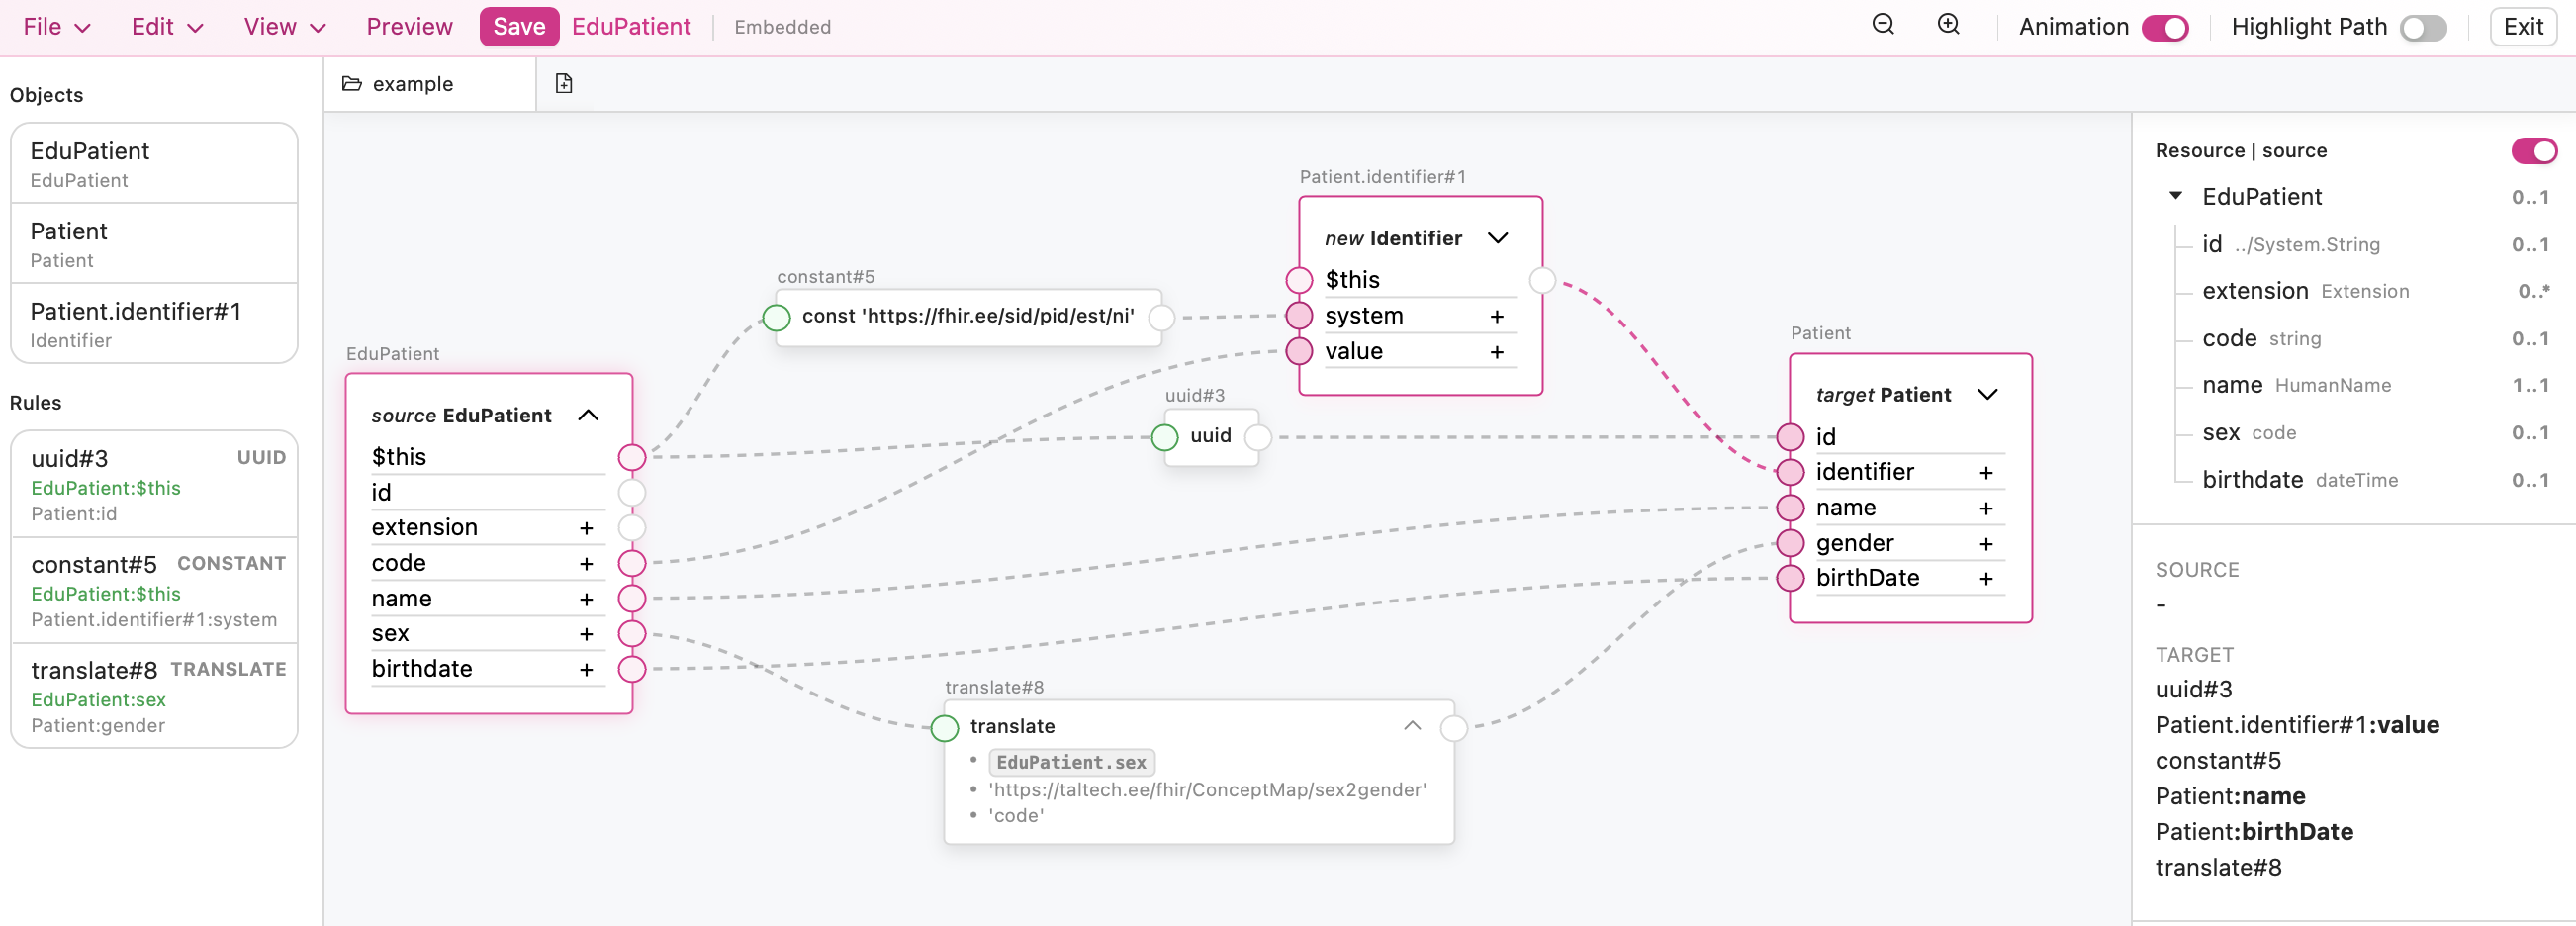 File Edit View Preview Save EduPatient Embedded Animation Highlight Path Exit
example
Objects
EduPatient
EduPatient
Patient
Patient
Patient.identifier#1
Identifier
Rules
uuid#3 UUID
EduPatient:$this
Patient:id
constant#5 CONSTANT
EduPatient:$this
Patient.identifier#1:system
translate#8 TRANSLATE
EduPatient:sex
Patient:gender
EduPatient
source EduPatient
$this
id
extension +
code +
name +
sex +
birthdate +
constant#5
const 'https://fhir.ee/sid/pid/est/ni'
Patient.identifier#1
new Identifier
$this
system +
value +
uuid#3
uuid
translate#8
translate
• EduPatient.sex
• 'https://taltech.ee/fhir/ConceptMap/sex2gender'
• 'code'
Patient
target Patient
id
identifier +
name +
gender +
birthDate +
Resource | source
EduPatient 0..1
id ../System.String 0..1
extension Extension 0..*
code string 0..1
name HumanName 1..1
sex code 0..1
birthdate dateTime 0..1
SOURCE
-
TARGET
uuid#3
Patient.identifier#1:value
constant#5
Patient:name
Patient:birthDate
translate#8